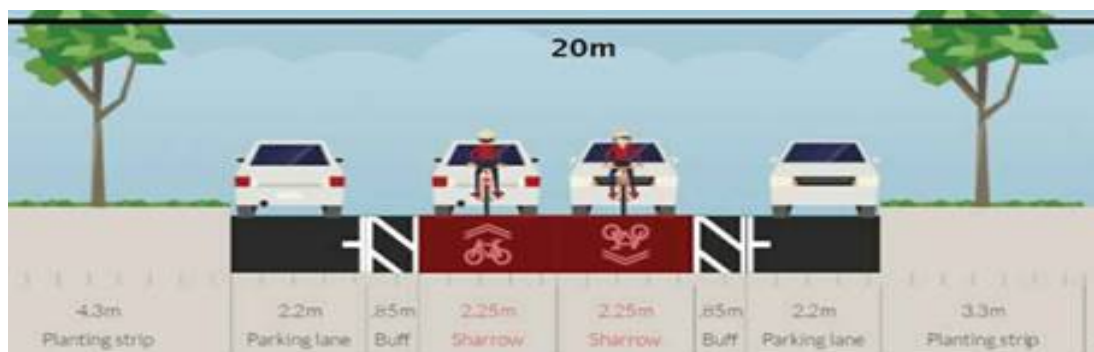 20m
4.3m
Planting strip
2.2m
Parking lane
.85m
Buff
2.25m
Sharrow
2.25m
Sharrow
.85m
Buff
2.2m
Parking lane
3.3m
Planting strip